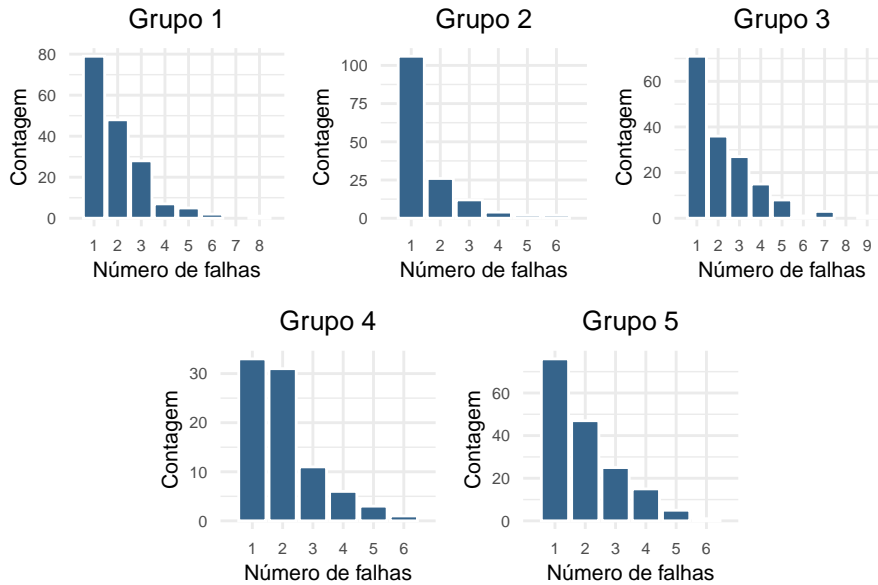 Grupo 1
Contagem
80
60
40
20
0
1 2 3 4 5 6 7 8
Número de falhas
Grupo 2
Contagem
100
75
50
25
0
1 2 3 4 5 6
Número de falhas
Grupo 3
Contagem
60
40
20
0
1 2 3 4 5 6 7 8 9
Número de falhas
Grupo 4
Contagem
30
20
10
0
1 2 3 4 5 6
Número de falhas
Grupo 5
Contagem
60
40
20
0
1 2 3 4 5 6
Número de falhas